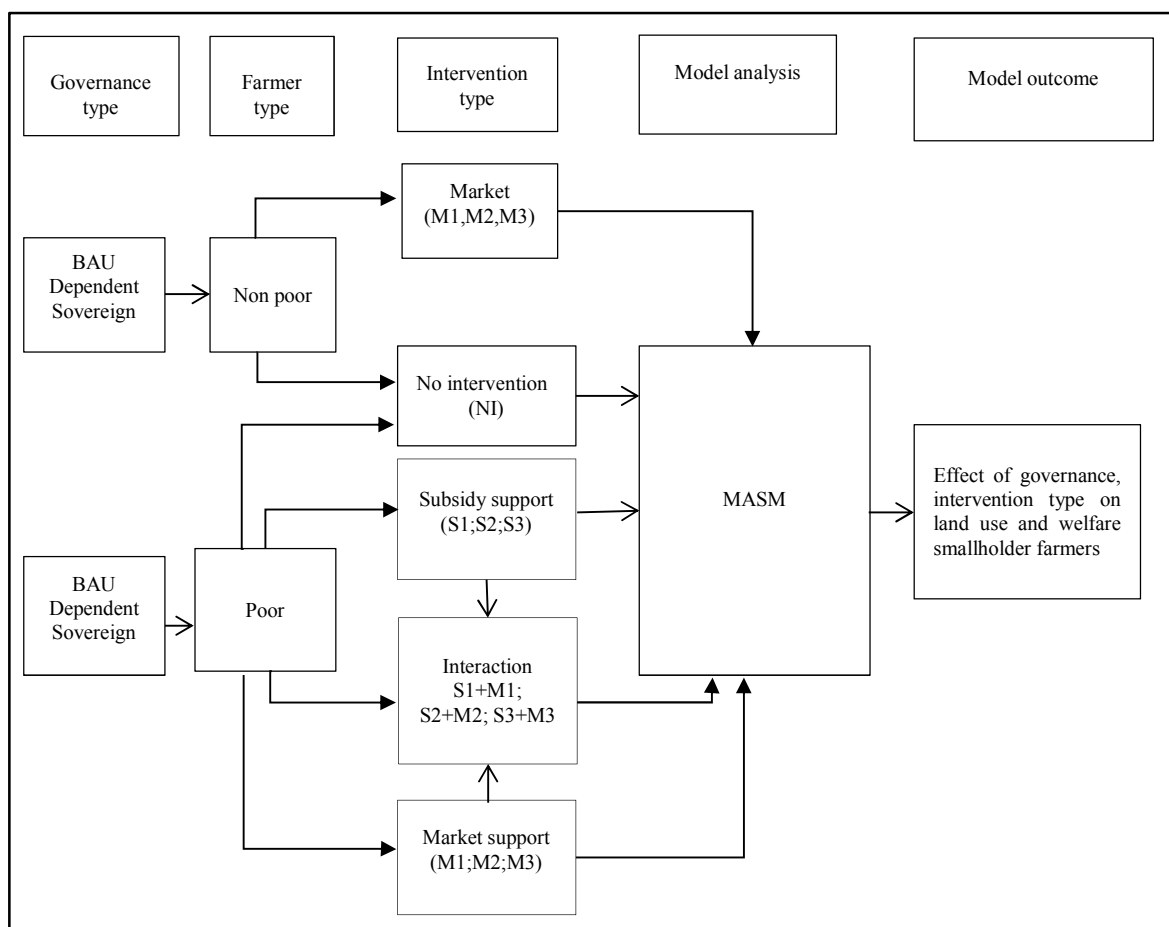 Governance
type
Farmer
type
Intervention
type
Model analysis
Model outcome
Market
(M1,M2,M3)
BAU
Dependent
Sovereign
Non poor
No intervention
(NI)
Subsidy support
(S1;S2;S3)
MASM
Effect of governance,
intervention type on
land use and welfare
smallholder farmers
BAU
Dependent
Sovereign
Poor
Interaction
S1+M1;
S2+M2; S3+M3
Market support
(M1;M2;M3)